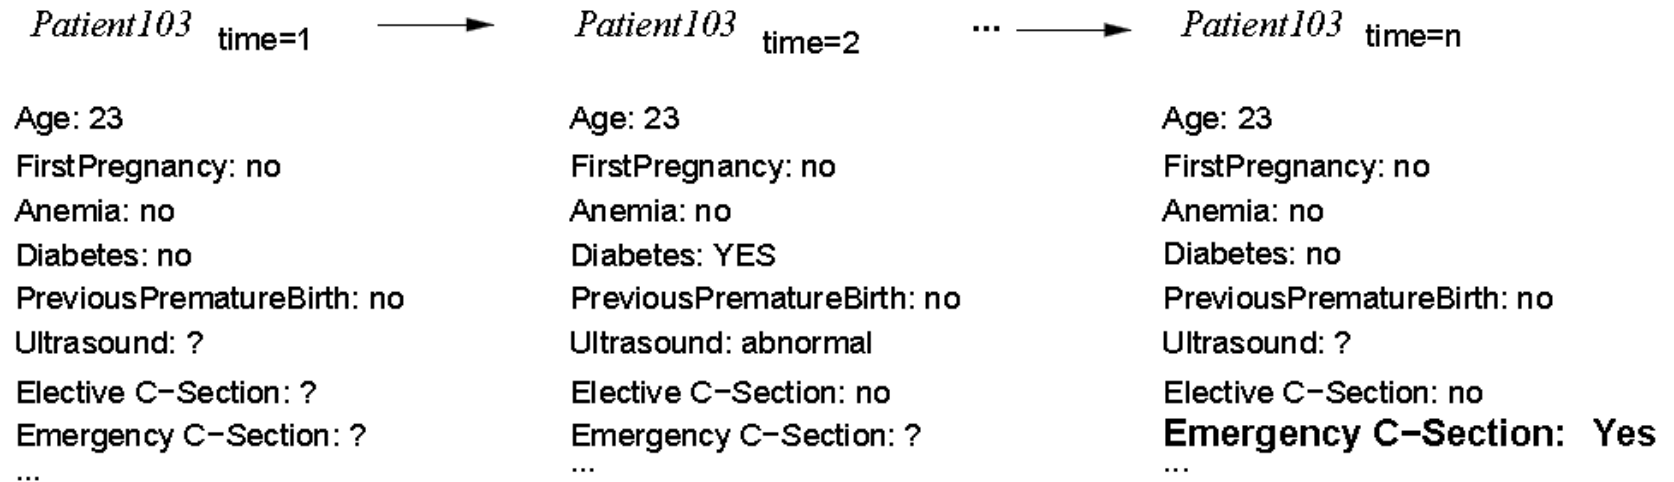 Patient103 time=1 Patient103 time=2 ... Patient103 time=n
Age: 23
FirstPregnancy: no
Anemia: no
Diabetes: no
PreviousPrematureBirth: no
Ultrasound: ?
Elective C−Section: ?
Emergency C−Section: ?
...
Age: 23
FirstPregnancy: no
Anemia: no
Diabetes: YES
PreviousPrematureBirth: no
Ultrasound: abnormal
Elective C−Section: no
Emergency C−Section: ?
...
Age: 23
FirstPregnancy: no
Anemia: no
Diabetes: no
PreviousPrematureBirth: no
Ultrasound: ?
Elective C−Section: no
Emergency C−Section: Yes
...